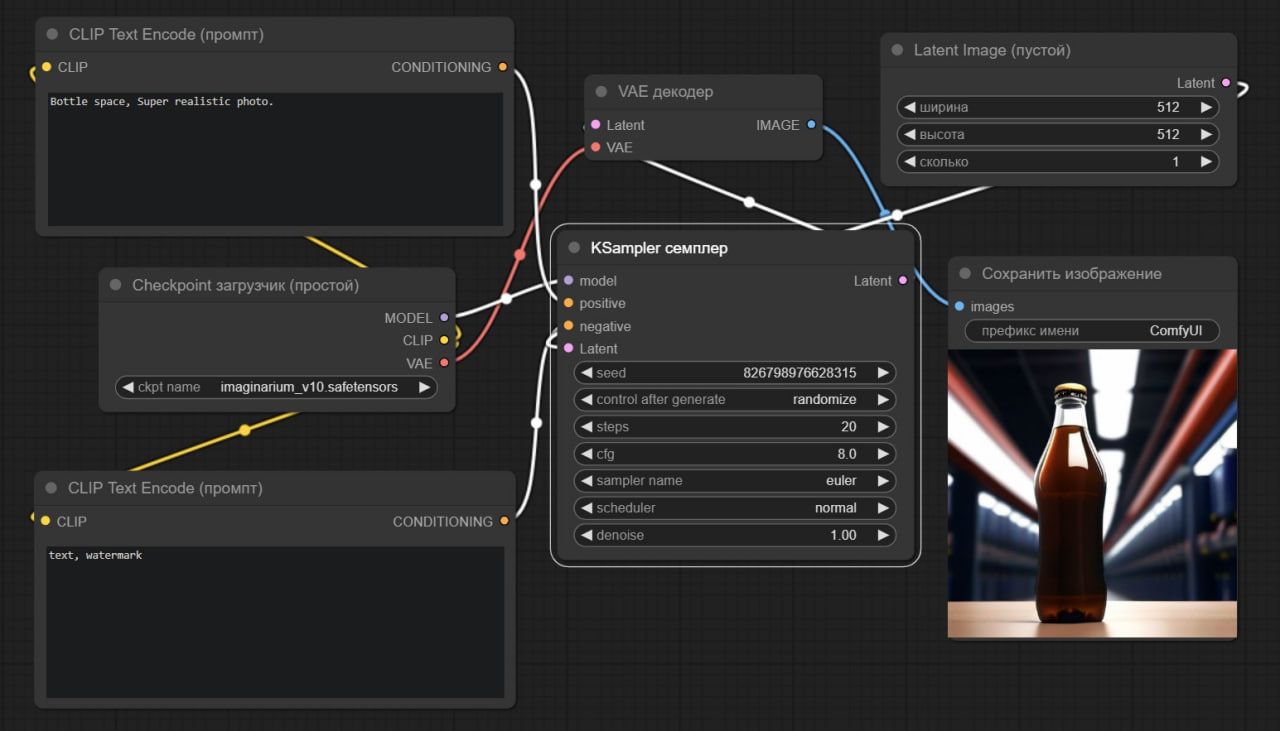 CLIP Text Encode (промпт)
CLIP CONDITIONING
Bottle space, Super realistic photo.
Checkpoint загрузчик (простой)
MODEL
CLIP
VAE
ckpt name imaginarium_v10.safetensors
CLIP Text Encode (промпт)
CLIP CONDITIONING
text, watermark
VAE декодер
Latent IMAGE
VAE
KSampler семплер
model Latent
positive
negative
Latent
seed 826798976628315
control after generate randomize
steps 20
cfg 8.0
sampler name euler
scheduler normal
denoise 1.00
Latent Image (пустой)
Latent
ширина 512
высота 512
сколько 1
Сохранить изображение
images
префикс имени ComfyUI